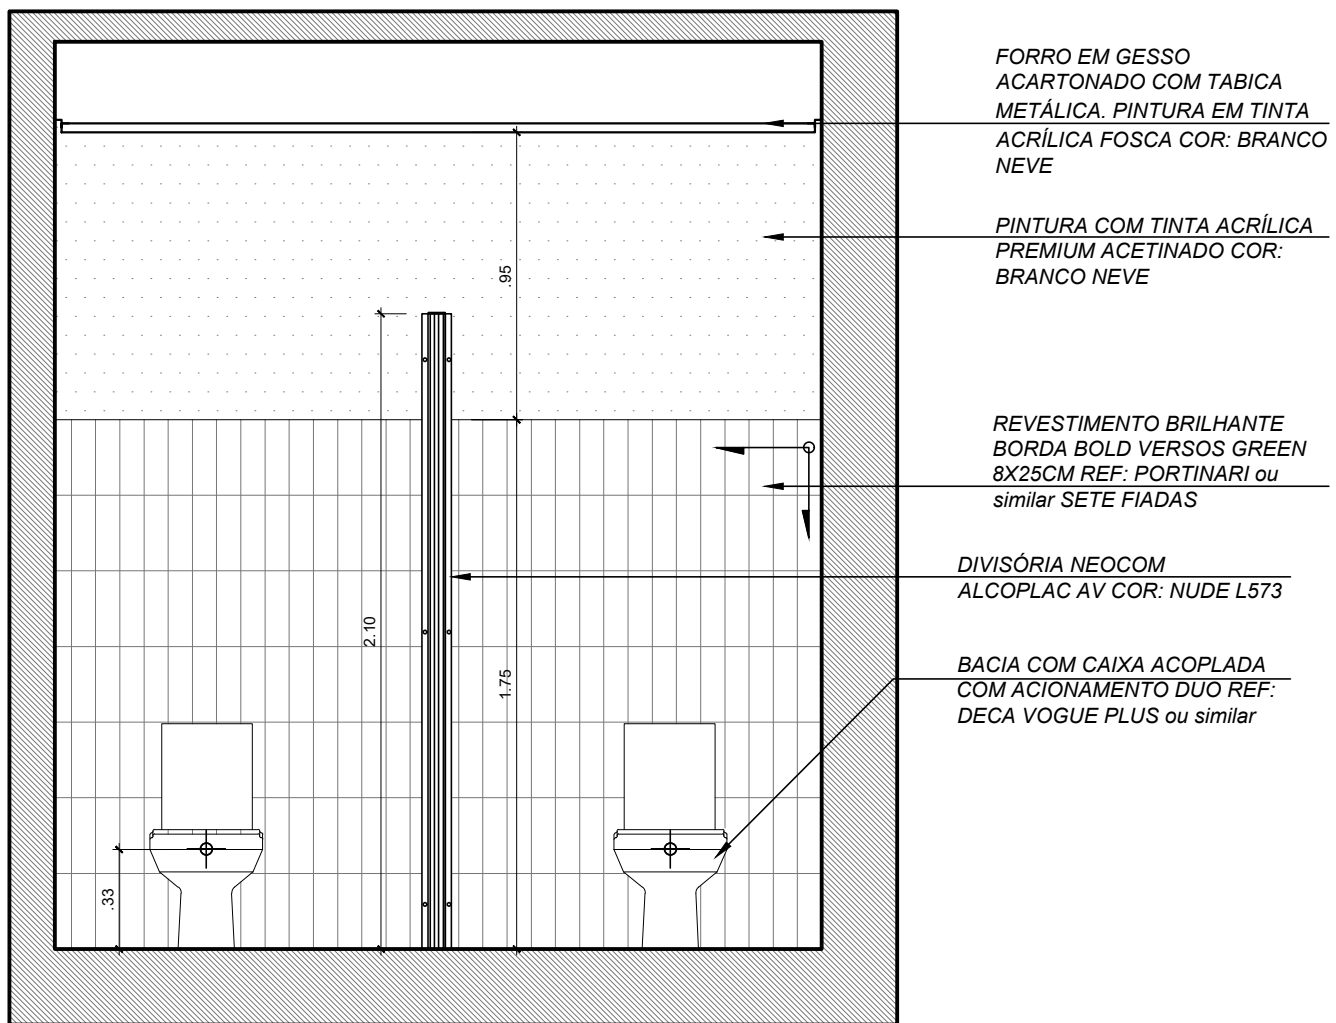 FORRO EM GESSO
ACARTONADO COM TABICA
METÁLICA. PINTURA EM TINTA
ACRÍLICA FOSCA COR: BRANCO
NEVE
PINTURA COM TINTA ACRÍLICA
PREMIUM ACETINADO COR:
BRANCO NEVE
.95
REVESTIMENTO BRILHANTE
BORDA BOLD VERSOS GREEN
8X25CM REF: PORTINARI ou
similar SETE FIADAS
DIVISÓRIA NEOCOM
ALCOPLAC AV COR: NUDE L573
2.10
1.75
BACIA COM CAIXA ACOPLADA
COM ACIONAMENTO DUO REF:
DECA VOGUE PLUS ou similar
.33